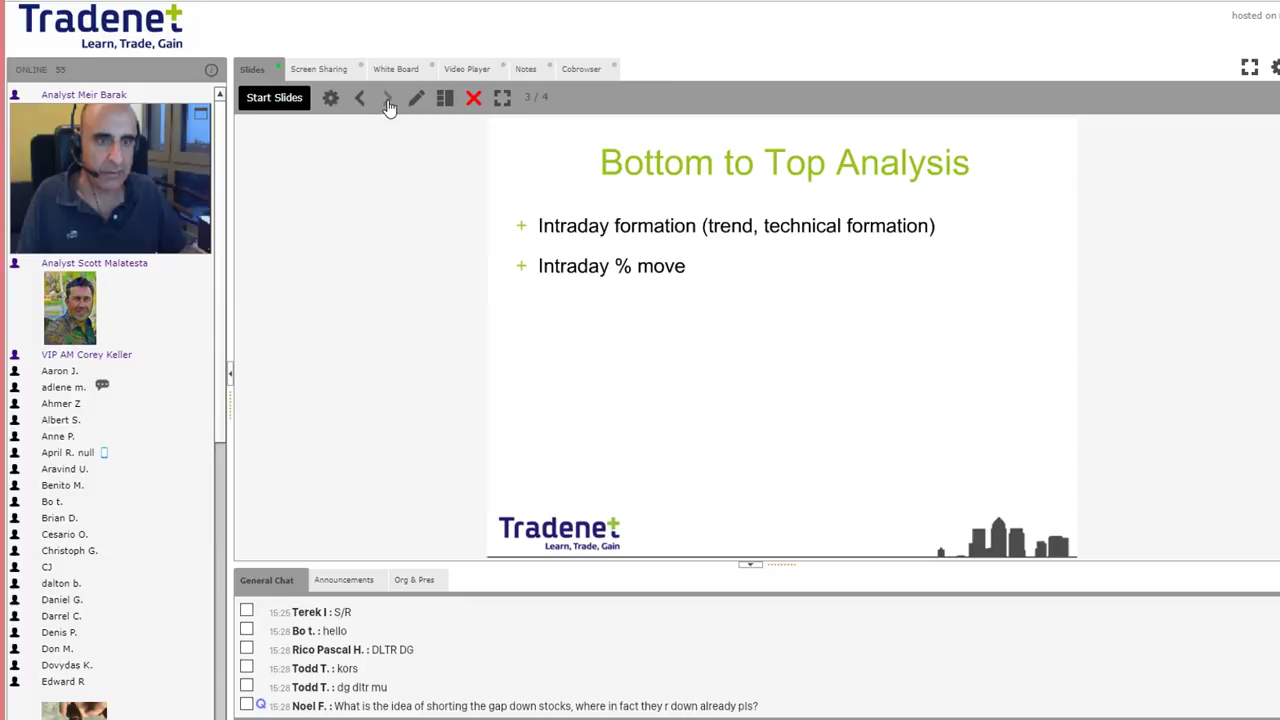 Tradenet
Learn, Trade, Gain
hosted on
ONLINE 55
Slides
Screen Sharing
White Board
Video Player
Notes
Cobrowser
Start Slides
3 / 4
Analyst Meir Barak
Analyst Scott Malatesta
VIP AM Corey Keller
Aaron J.
adlene m.
Ahmer Z
Albert S.
Anne P.
April R. null
Aravind U.
Benito M.
Bo t.
Brian D.
Cesario O.
Christoph G.
CJ
dalton b.
Daniel G.
Darrel C.
Denis P.
Don M.
Dovydas K.
Edward R
Bottom to Top Analysis
+ Intraday formation (trend, technical formation)
+ Intraday % move
Tradenet
Learn, Trade, Gain
General Chat
Announcements
Org & Pres
15:25 Terek I : S/R
15:28 Bo t. : hello
15:28 Rico Pascal H. : DLTR DG
15:28 Todd T. : kors
15:28 Todd T. : dg dltr mu
Q 15:28 Noel F. : What is the idea of shorting the gap down stocks, where in fact they r down already pls?